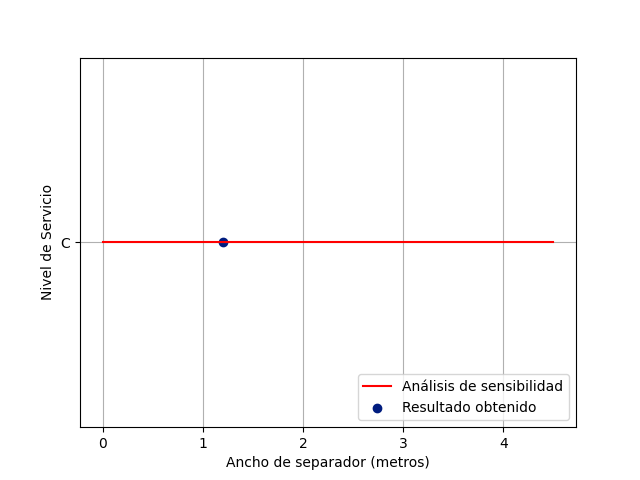 Nivel de Servicio
C
Análisis de sensibilidad
Resultado obtenido
0 1 2 3 4
Ancho de separador (metros)